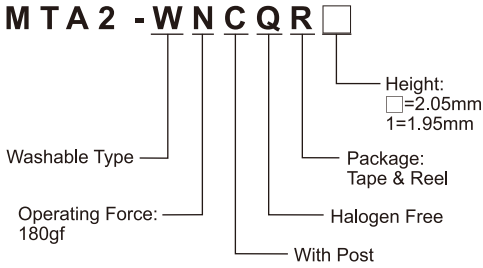 MTA2-WNCQR□
Height:
□=2.05mm
1=1.95mm
Washable Type
Package:
Tape & Reel
Operating Force:
180gf
Halogen Free
With Post